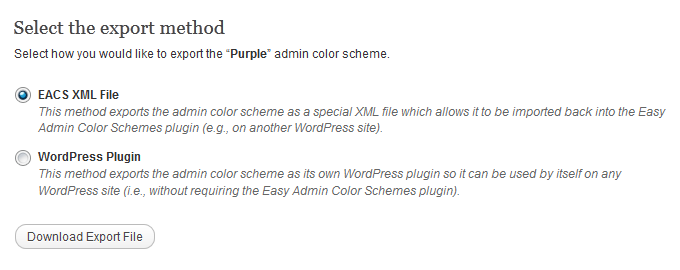 Select the export method
Select how you would like to export the “Purple” admin color scheme.
EACS XML File
This method exports the admin color scheme as a special XML file which allows it to be imported back into the Easy
Admin Color Schemes plugin (e.g., on another WordPress site).
WordPress Plugin
This method exports the admin color scheme as its own WordPress plugin so it can be used by itself on any
WordPress site (i.e., without requiring the Easy Admin Color Schemes plugin).
Download Export File